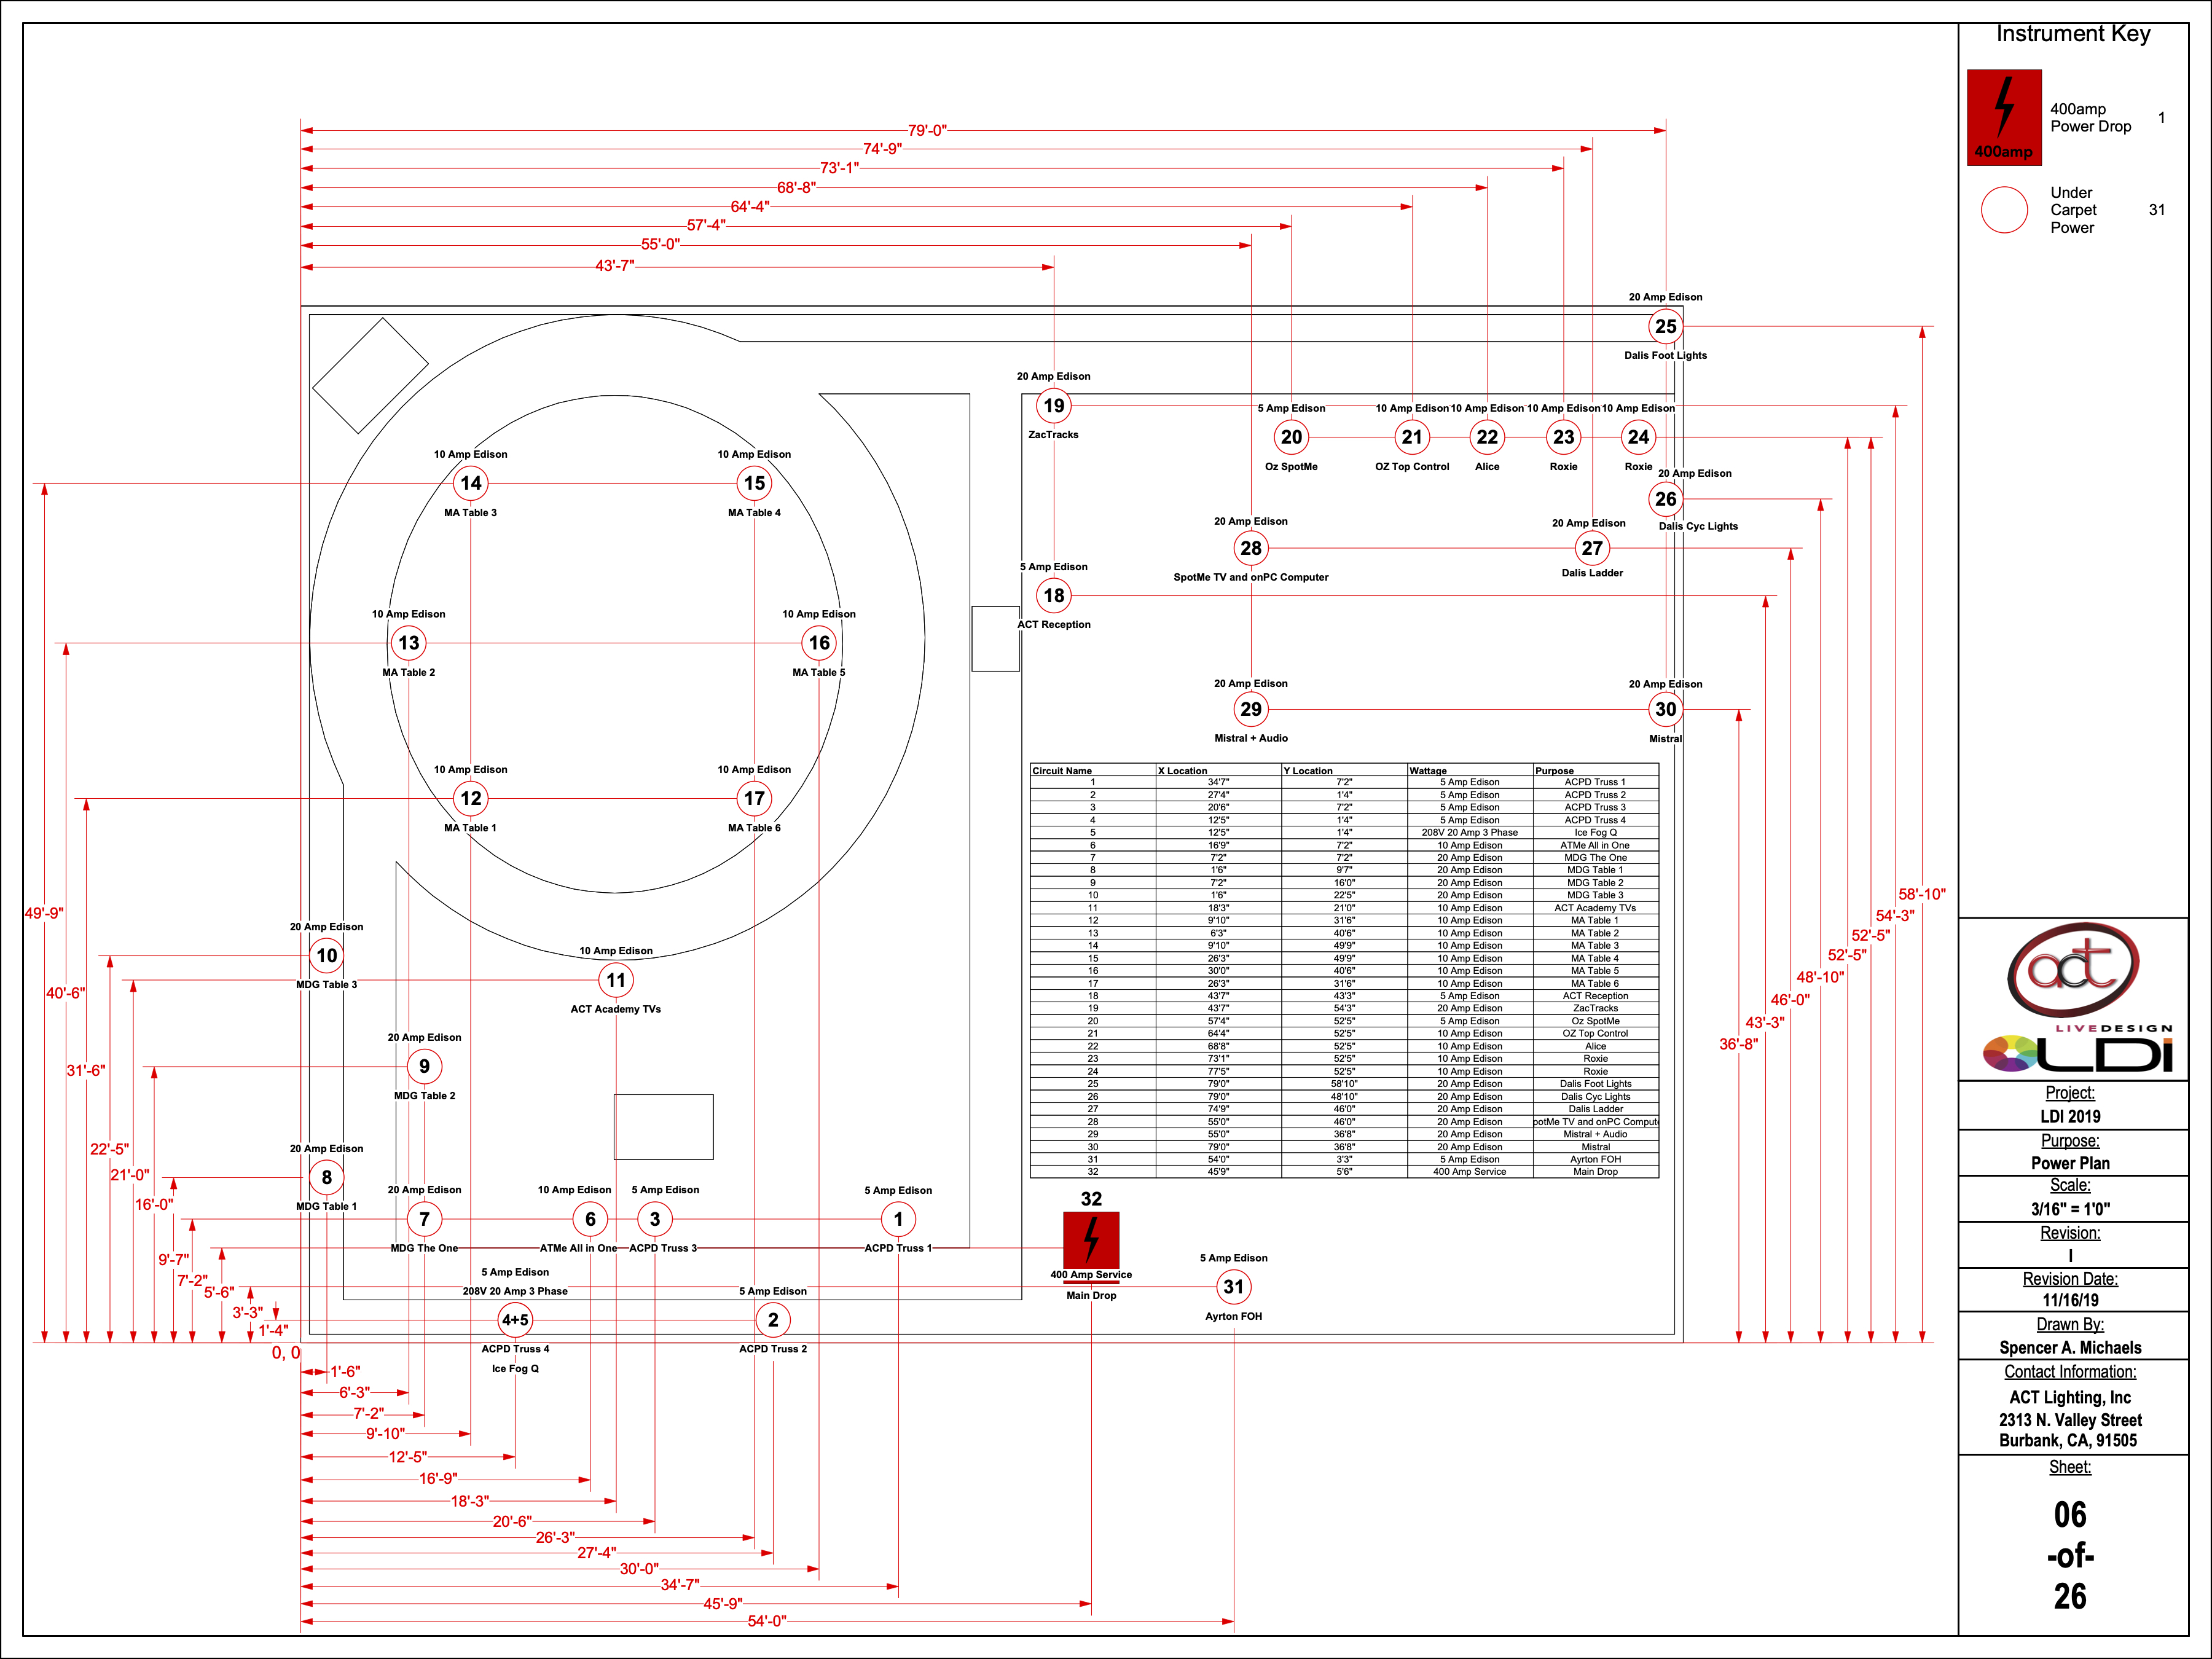 Instrument Key
400amp
400amp
Power Drop
1
Under
Carpet
Power
31
79'-0"
74'-9"
73'-1"
68'-8"
64'-4"
57'-4"
55'-0"
43'-7"
20 Amp Edison
25
Dalis Foot Lights
20 Amp Edison
19
ZacTracks
5 Amp Edison
20
Oz SpotMe
10 Amp Edison
21
OZ Top Control
10 Amp Edison
22
Alice
10 Amp Edison
23
Roxie
10 Amp Edison
24
Roxie
20 Amp Edison
26
Dalis Cyc Lights
10 Amp Edison
14
MA Table 3
10 Amp Edison
15
MA Table 4
20 Amp Edison
28
SpotMe TV and onPC Computer
20 Amp Edison
27
Dalis Ladder
5 Amp Edison
18
ACT Reception
10 Amp Edison
13
MA Table 2
10 Amp Edison
16
MA Table 5
20 Amp Edison
29
Mistral + Audio
20 Amp Edison
30
Mistral
10 Amp Edison
12
MA Table 1
10 Amp Edison
17
MA Table 6
Circuit Name X Location Y Location Wattage Purpose
1 34'7" 7'2" 5 Amp Edison ACPD Truss 1
2 27'4" 1'4" 5 Amp Edison ACPD Truss 2
3 20'6" 7'2" 5 Amp Edison ACPD Truss 3
4 12'5" 1'4" 5 Amp Edison ACPD Truss 4
5 12'5" 1'4" 208V 20 Amp 3 Phase Ice Fog Q
6 16'9" 7'2" 10 Amp Edison ATMe All in One
7 7'2" 7'2" 20 Amp Edison MDG The One
8 1'6" 9'7" 20 Amp Edison MDG Table 1
9 7'2" 16'0" 20 Amp Edison MDG Table 2
10 1'6" 22'5" 20 Amp Edison MDG Table 3
11 18'3" 21'0" 10 Amp Edison ACT Academy TVs
12 9'10" 31'6" 10 Amp Edison MA Table 1
13 6'3" 40'6" 10 Amp Edison MA Table 2
14 9'10" 49'9" 10 Amp Edison MA Table 3
15 26'3" 49'9" 10 Amp Edison MA Table 4
16 30'0" 40'6" 10 Amp Edison MA Table 5
17 26'3" 31'6" 10 Amp Edison MA Table 6
18 43'7" 43'3" 5 Amp Edison ACT Reception
19 43'7" 54'3" 20 Amp Edison ZacTracks
20 57'4" 52'5" 5 Amp Edison Oz SpotMe
21 64'4" 52'5" 10 Amp Edison OZ Top Control
22 68'8" 52'5" 10 Amp Edison Alice
23 73'1" 52'5" 10 Amp Edison Roxie
24 77'5" 52'5" 10 Amp Edison Roxie
25 79'0" 58'10" 20 Amp Edison Dalis Foot Lights
26 79'0" 48'10" 20 Amp Edison Dalis Cyc Lights
27 74'9" 46'0" 20 Amp Edison Dalis Ladder
28 55'0" 46'0" 20 Amp Edison potMe TV and onPC Comput
29 55'0" 36'8" 20 Amp Edison Mistral + Audio
30 79'0" 36'8" 20 Amp Edison Mistral
31 54'0" 3'3" 5 Amp Edison Ayrton FOH
32 45'9" 5'6" 400 Amp Service Main Drop
20 Amp Edison
10
MDG Table 3
10 Amp Edison
11
ACT Academy TVs
20 Amp Edison
9
MDG Table 2
20 Amp Edison
8
MDG Table 1
20 Amp Edison
7
MDG The One
10 Amp Edison
6
ATMe All in One
5 Amp Edison
3
ACPD Truss 3
5 Amp Edison
1
ACPD Truss 1
32
400 Amp Service
Main Drop
5 Amp Edison
31
Ayrton FOH
5 Amp Edison
208V 20 Amp 3 Phase
4+5
ACPD Truss 4
Ice Fog Q
5 Amp Edison
2
ACPD Truss 2
49'-9"
40'-6"
31'-6"
22'-5"
21'-0"
16'-0"
9'-7"
7'-2"
5'-6"
3'-3"
1'-4"
0, 0
58'-10"
54'-3"
52'-5"
52'-5"
48'-10"
46'-0"
43'-3"
36'-8"
1'-6"
6'-3"
7'-2"
9'-10"
12'-5"
16'-9"
18'-3"
20'-6"
26'-3"
27'-4"
30'-0"
34'-7"
45'-9"
54'-0"
act
LIVEDESIGN
LDI
Project:
LDI 2019
Purpose:
Power Plan
Scale:
3/16" = 1'0"
Revision:
I
Revision Date:
11/16/19
Drawn By:
Spencer A. Michaels
Contact Information:
ACT Lighting, Inc
2313 N. Valley Street
Burbank, CA, 91505
Sheet:
06
-of-
26